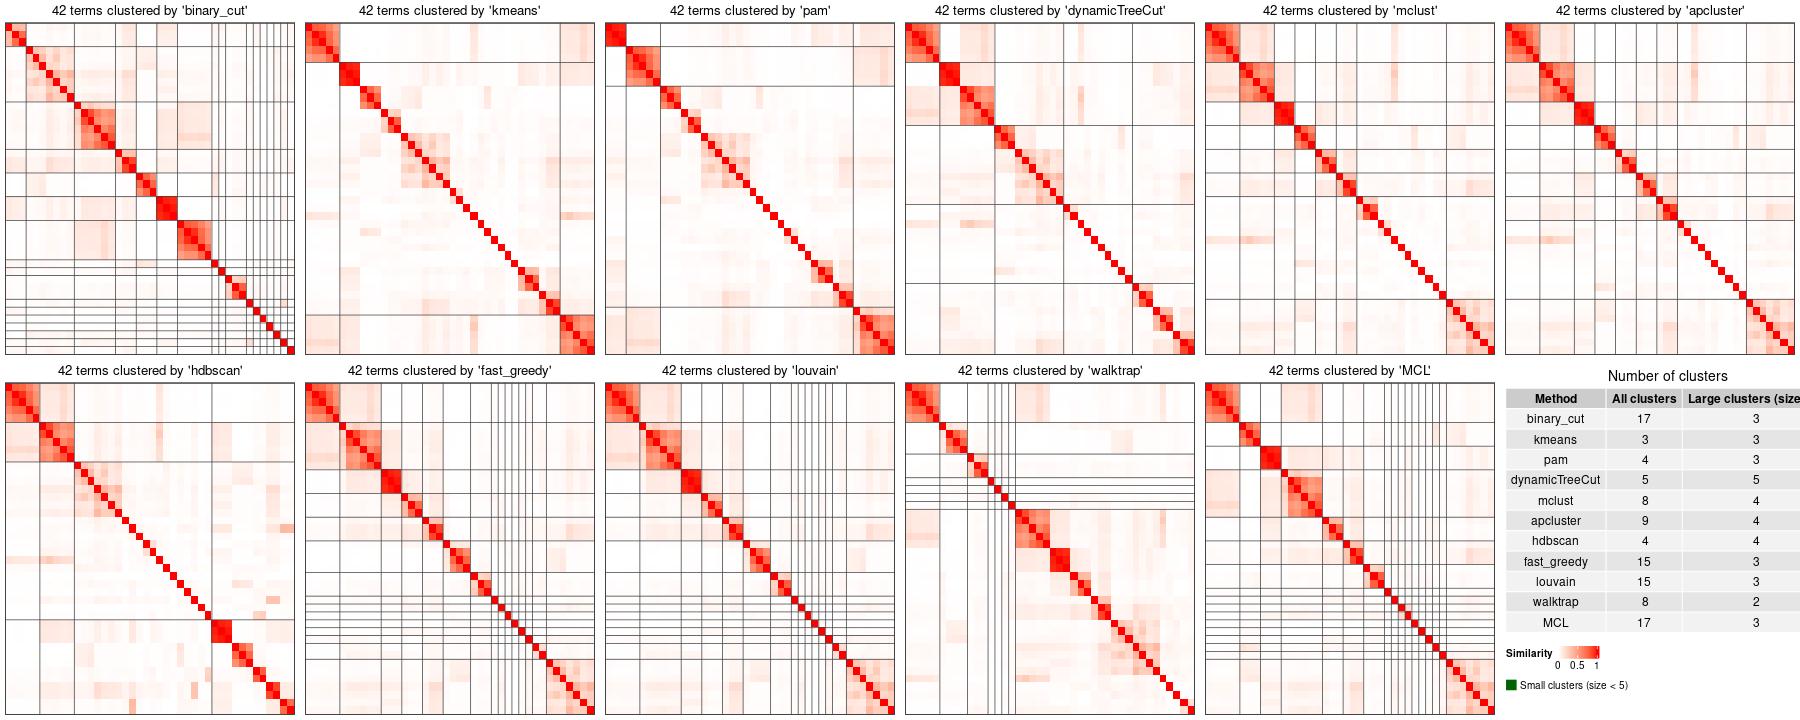 42 terms clustered by 'binary_cut'
42 terms clustered by 'kmeans'
42 terms clustered by 'pam'
42 terms clustered by 'dynamicTreeCut'
42 terms clustered by 'mclust'
42 terms clustered by 'apcluster'
42 terms clustered by 'hdbscan'
42 terms clustered by 'fast_greedy'
42 terms clustered by 'louvain'
42 terms clustered by 'walktrap'
42 terms clustered by 'MCL'
Number of clusters
Method All clusters Large clusters (size
binary_cut 17 3
kmeans 3 3
pam 4 3
dynamicTreeCut 5 5
mclust 8 4
apcluster 9 4
hdbscan 4 4
fast_greedy 15 3
louvain 15 3
walktrap 8 2
MCL 17 3
Similarity
0 0.5 1
Small clusters (size < 5)